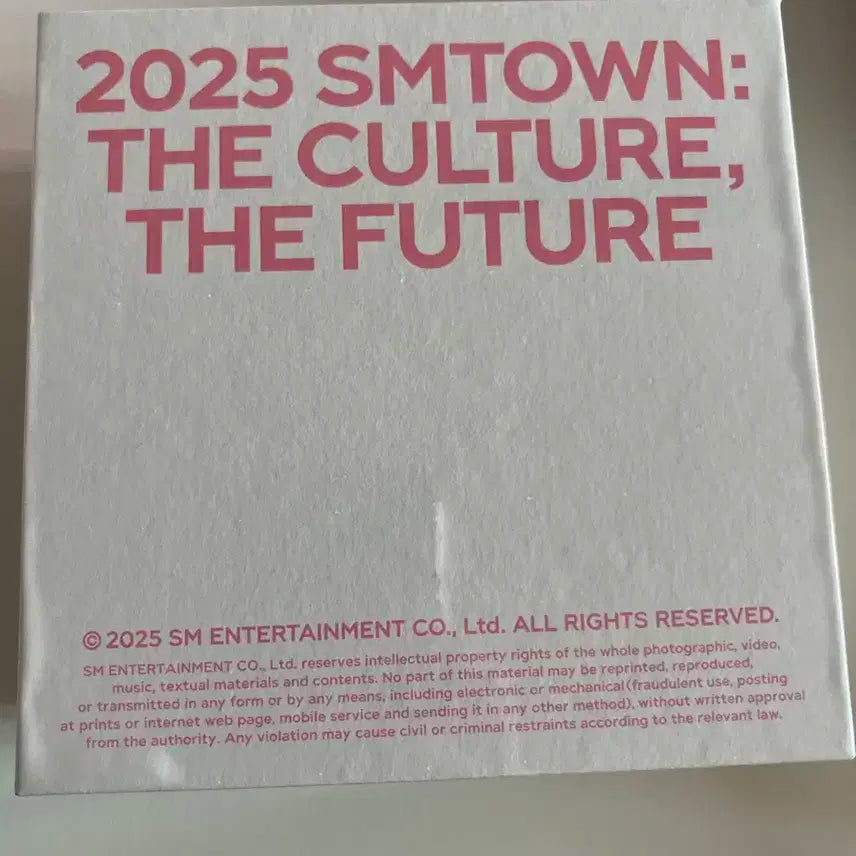 2025 SMTOWN:
THE CULTURE,
THE FUTURE
© 2025 SM ENTERTAINMENT CO., Ltd. ALL RIGHTS RESERVED.
SM ENTERTAINMENT CO., Ltd. reserves intellectual property rights of the whole photographic, video,
music, textual materials and contents. No part of this material may be reprinted, reproduced,
or transmitted in any form or by any means, including electronic or mechanical(fraudulent use, posting
at prints or internet web page, mobile service and sending it in any other method), without written approval
from the authority. Any violation may cause civil or criminal restraints according to the relevant law.